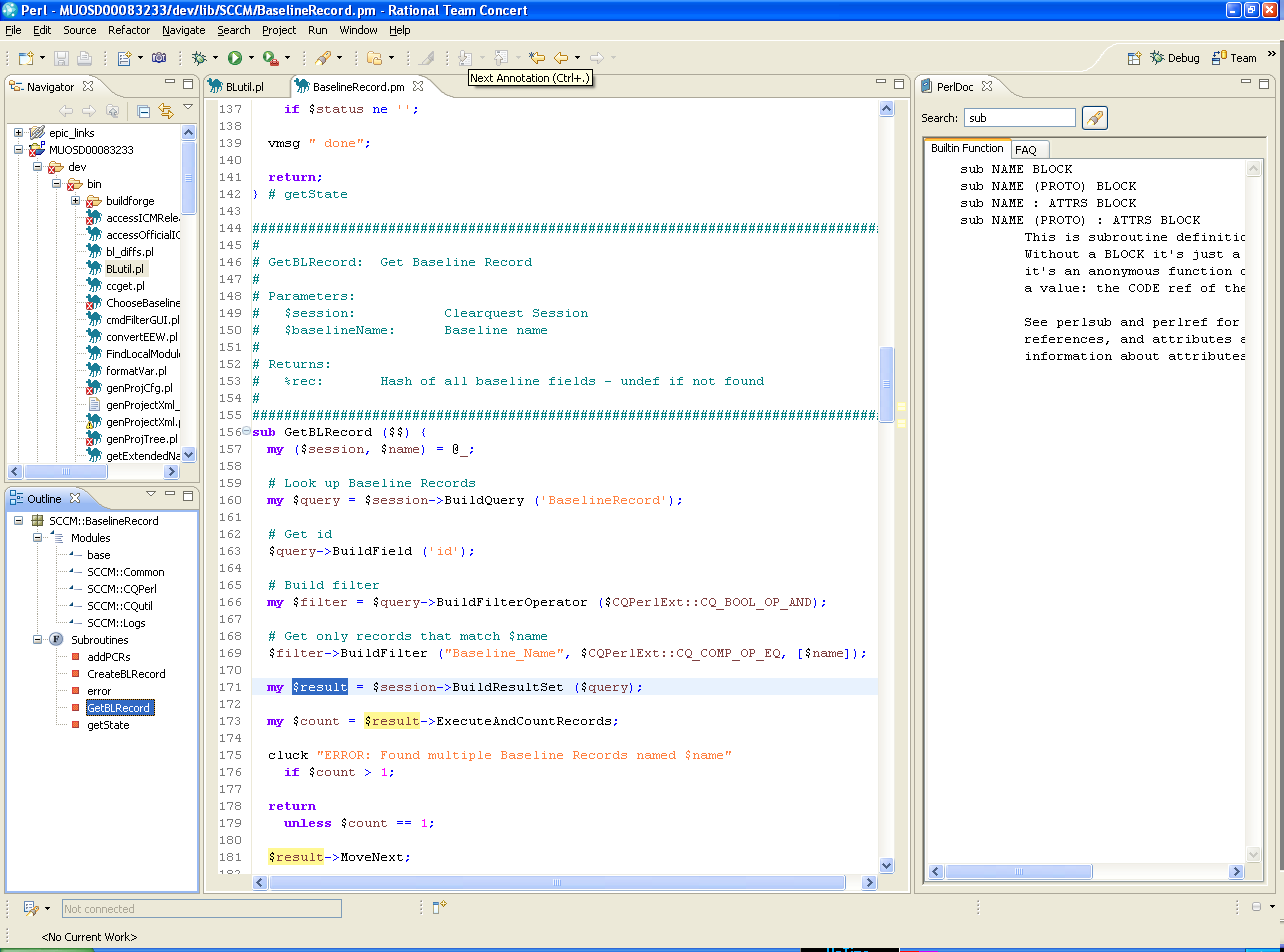 Perl - MUOSD00083233/dev/lib/SCCM/BaselineRecord.pm - Rational Team Concert
File Edit Source Refactor Navigate Search Project Run Window Help
Debug Team »
Next Annotation (Ctrl+.)
Navigator
epic_links
MUOSD00083233
dev
bin
buildforge
accessICMRele
accessOfficialIC
bl_diffs.pl
BLutil.pl
ccget.pl
ChooseBaseline
cmdFilterGUI.pl
convertEEW.pl
FindLocalModul
formatVar.pl
genProjCfg.pl
genProjectXml_
genProjectXml.
genProjTree.pl
getExtendedNa
Outline
SCCM::BaselineRecord
Modules
base
SCCM::Common
SCCM::CQPerl
SCCM::CQutil
SCCM::Logs
Subroutines
addPCRs
CreateBLRecord
error
GetBLRecord
getState
BLutil.pl BaselineRecord.pm
137 if $status ne '';
138
139 vmsg " done";
140
141 return;
142 } # getState
143
144 ##############################################################################
145 #
146 # GetBLRecord: Get Baseline Record
147 #
148 # Parameters:
149 # $session: Clearquest Session
150 # $baselineName: Baseline name
151 #
152 # Returns:
153 # %rec: Hash of all baseline fields - undef if not found
154 #
155 ##############################################################################
156 sub GetBLRecord ($$) {
157 my ($session, $name) = @_;
158
159 # Look up Baseline Records
160 my $query = $session->BuildQuery ('BaselineRecord');
161
162 # Get id
163 $query->BuildField ('id');
164
165 # Build filter
166 my $filter = $query->BuildFilterOperator ($CQPerlExt::CQ_BOOL_OP_AND);
167
168 # Get only records that match $name
169 $filter->BuildFilter ("Baseline_Name", $CQPerlExt::CQ_COMP_OP_EQ, [$name]);
170
171 my $result = $session->BuildResultSet ($query);
172
173 my $count = $result->ExecuteAndCountRecords;
174
175 cluck "ERROR: Found multiple Baseline Records named $name"
176 if $count > 1;
177
178 return
179 unless $count == 1;
180
181 $result->MoveNext;
PerlDoc
Search: sub
Builtin Function FAQ
sub NAME BLOCK
sub NAME (PROTO) BLOCK
sub NAME : ATTRS BLOCK
sub NAME (PROTO) : ATTRS BLOCK
This is subroutine definitio
Without a BLOCK it's just a
it's an anonymous function
a value: the CODE ref of the
See perlsub and perlref for
references, and attributes
information about attributes
Not connected
<No Current Work>